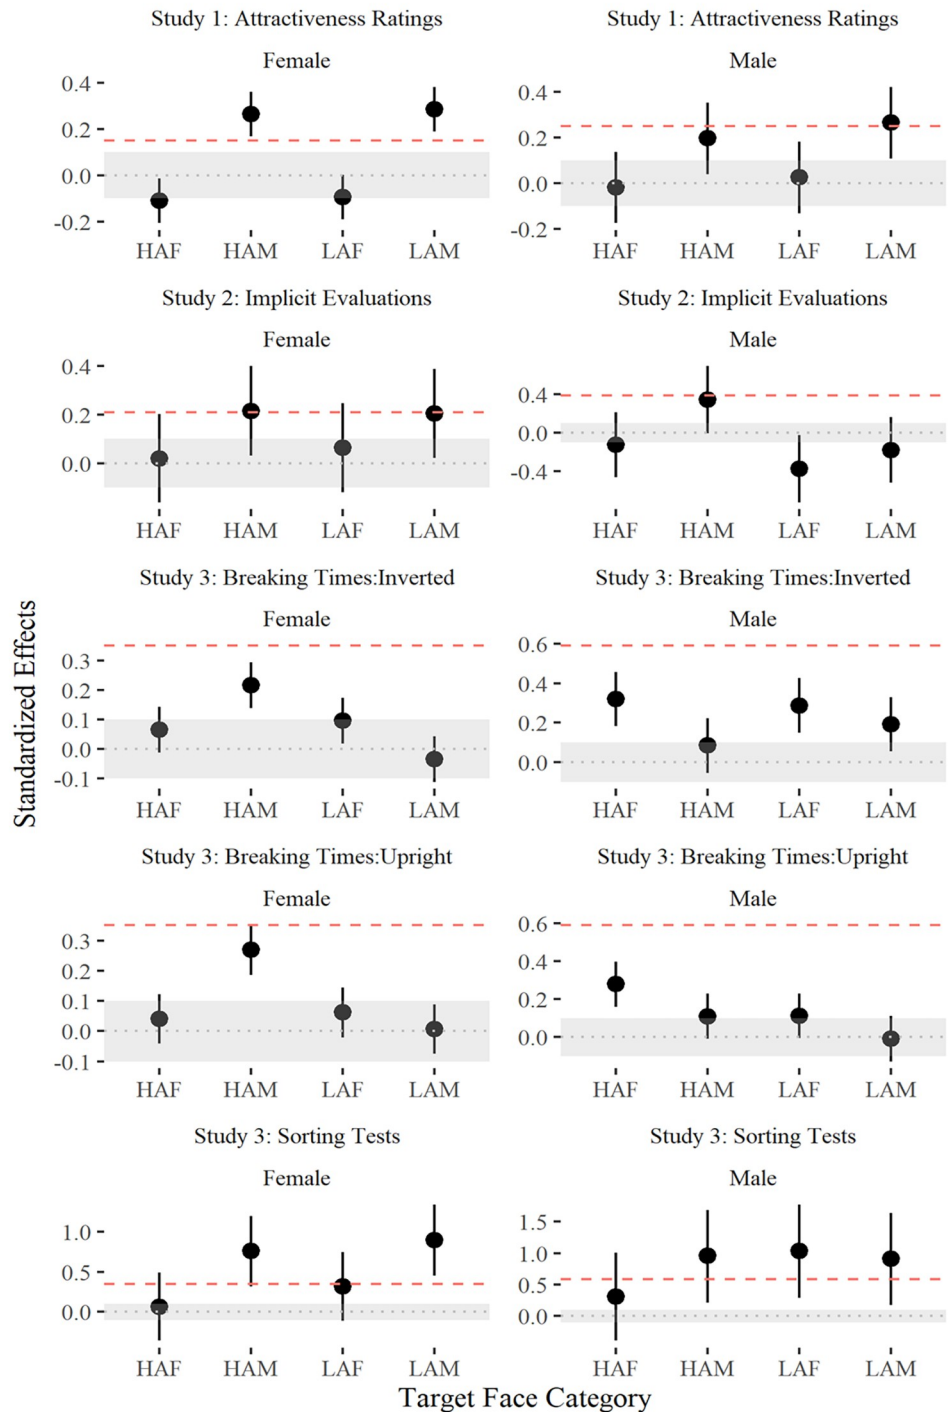 Study 1: Attractiveness Ratings
Female
0.4
0.2
0.0
-0.2
HAF HAM LAF LAM
Study 1: Attractiveness Ratings
Male
0.4
0.2
0.0
-0.2
HAF HAM LAF LAM
Study 2: Implicit Evaluations
Female
0.4
0.2
0.0
HAF HAM LAF LAM
Study 2: Implicit Evaluations
Male
0.4
0.0
-0.4
HAF HAM LAF LAM
Study 3: Breaking Times:Inverted
Female
0.3
0.2
0.1
0.0
-0.1
HAF HAM LAF LAM
Study 3: Breaking Times:Inverted
Male
0.6
0.4
0.2
0.0
HAF HAM LAF LAM
Study 3: Breaking Times:Upright
Female
0.3
0.2
0.1
0.0
-0.1
HAF HAM LAF LAM
Study 3: Breaking Times:Upright
Male
0.6
0.4
0.2
0.0
HAF HAM LAF LAM
Study 3: Sorting Tests
Female
1.0
0.5
0.0
HAF HAM LAF LAM
Study 3: Sorting Tests
Male
1.5
1.0
0.5
0.0
HAF HAM LAF LAM
Standardized Effects
Target Face Category